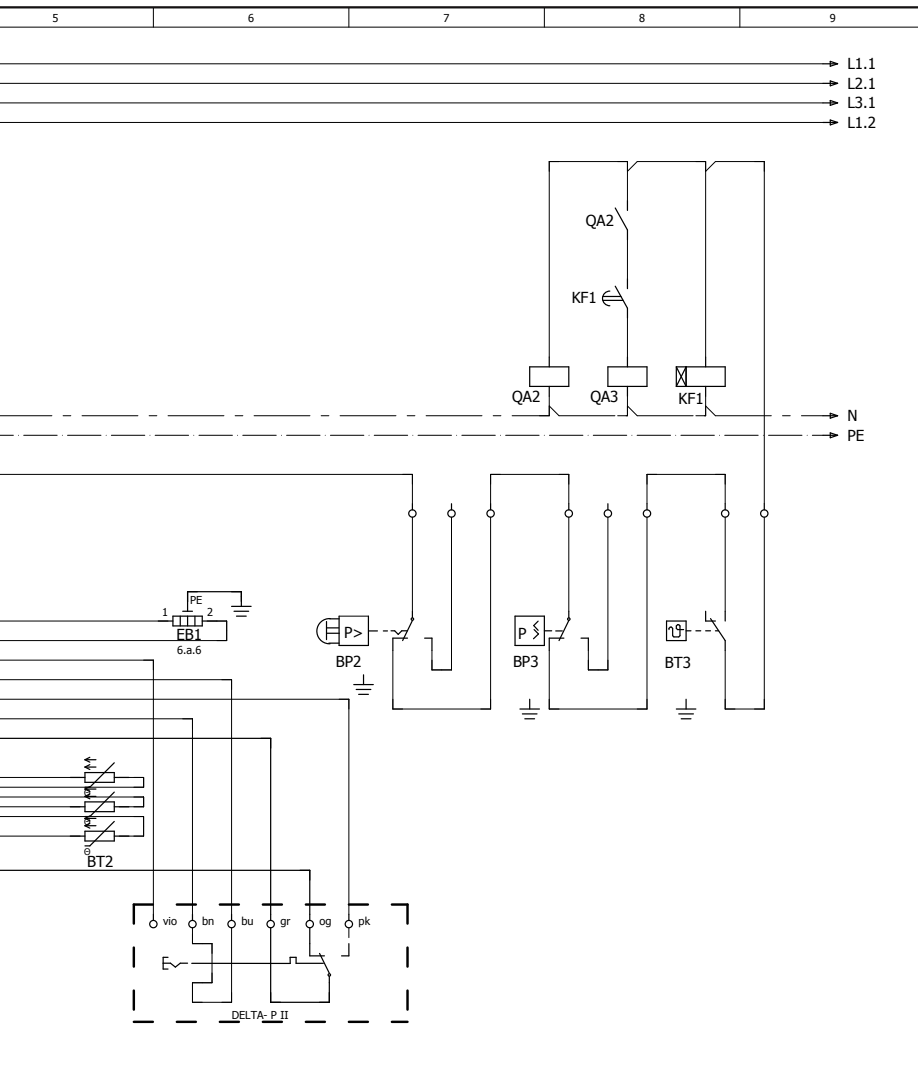 5 6 7 8 9
L1.1
L2.1
L3.1
L1.2
QA2
KF1
QA2 QA3 KF1
N
PE
PE
1 2
EB1
6.a.6
P>
BP2
P
BP3
ϑ
BT3
θ
θ
θ
BT2
vio bn bu gr og pk
DELTA- P II